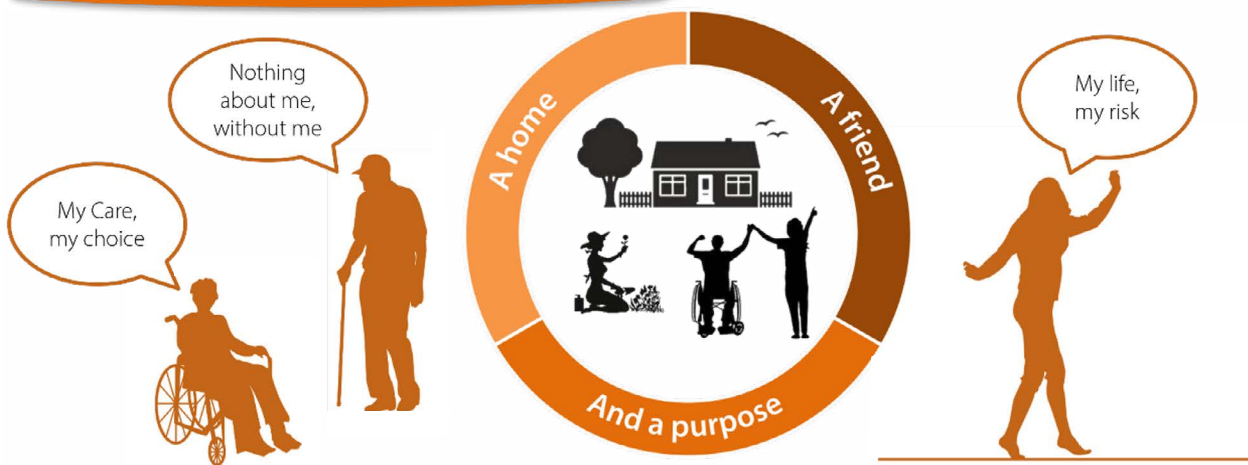 My Care,
my choice
Nothing
about me,
without me
A home
A friend
And a purpose
My life,
my risk